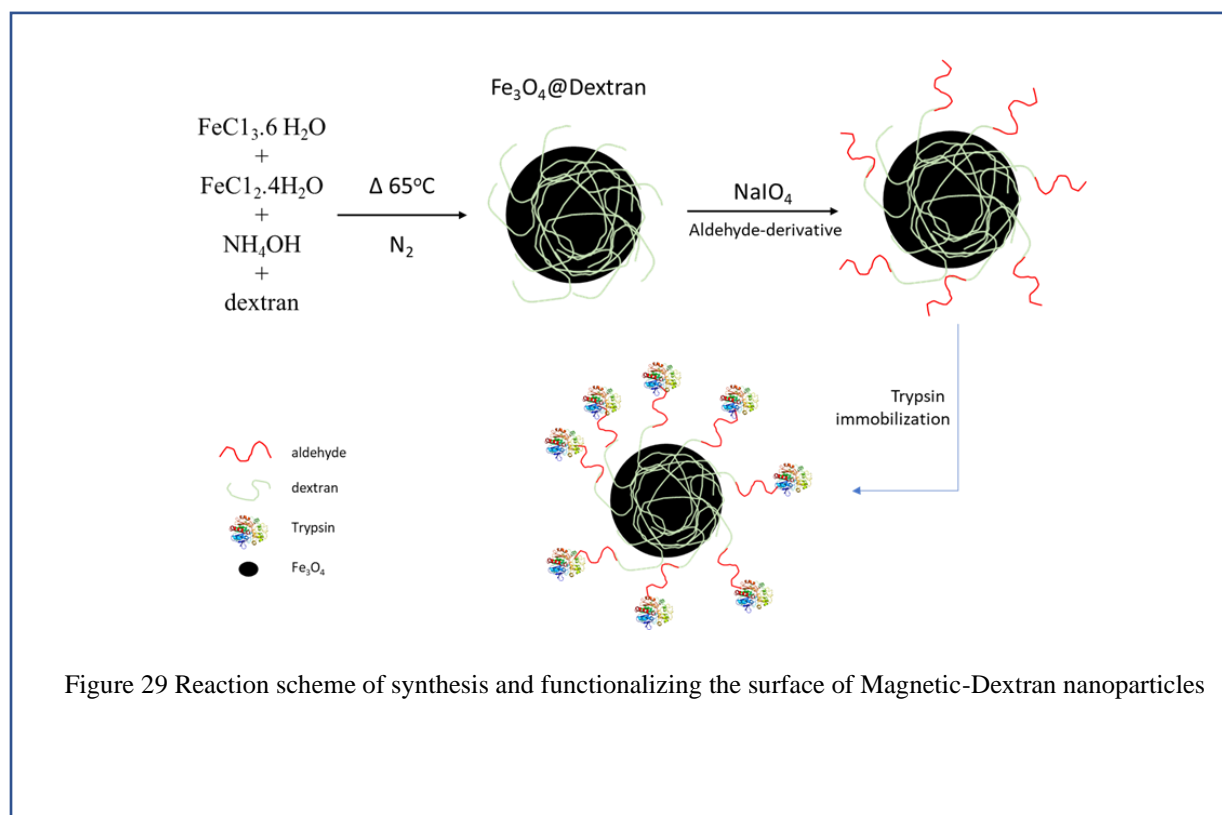 Fe₃O₄@Dextran
FeC1₃.6 H₂O
+
FeC1₂.4H₂O
+
NH₄OH
+
dextran
Δ 65°C
N₂
NaIO₄
Aldehyde-derivative
Trypsin
immobilization
aldehyde
dextran
Trypsin
Fe₃O₄
Figure 29 Reaction scheme of synthesis and functionalizing the surface of Magnetic-Dextran nanoparticles